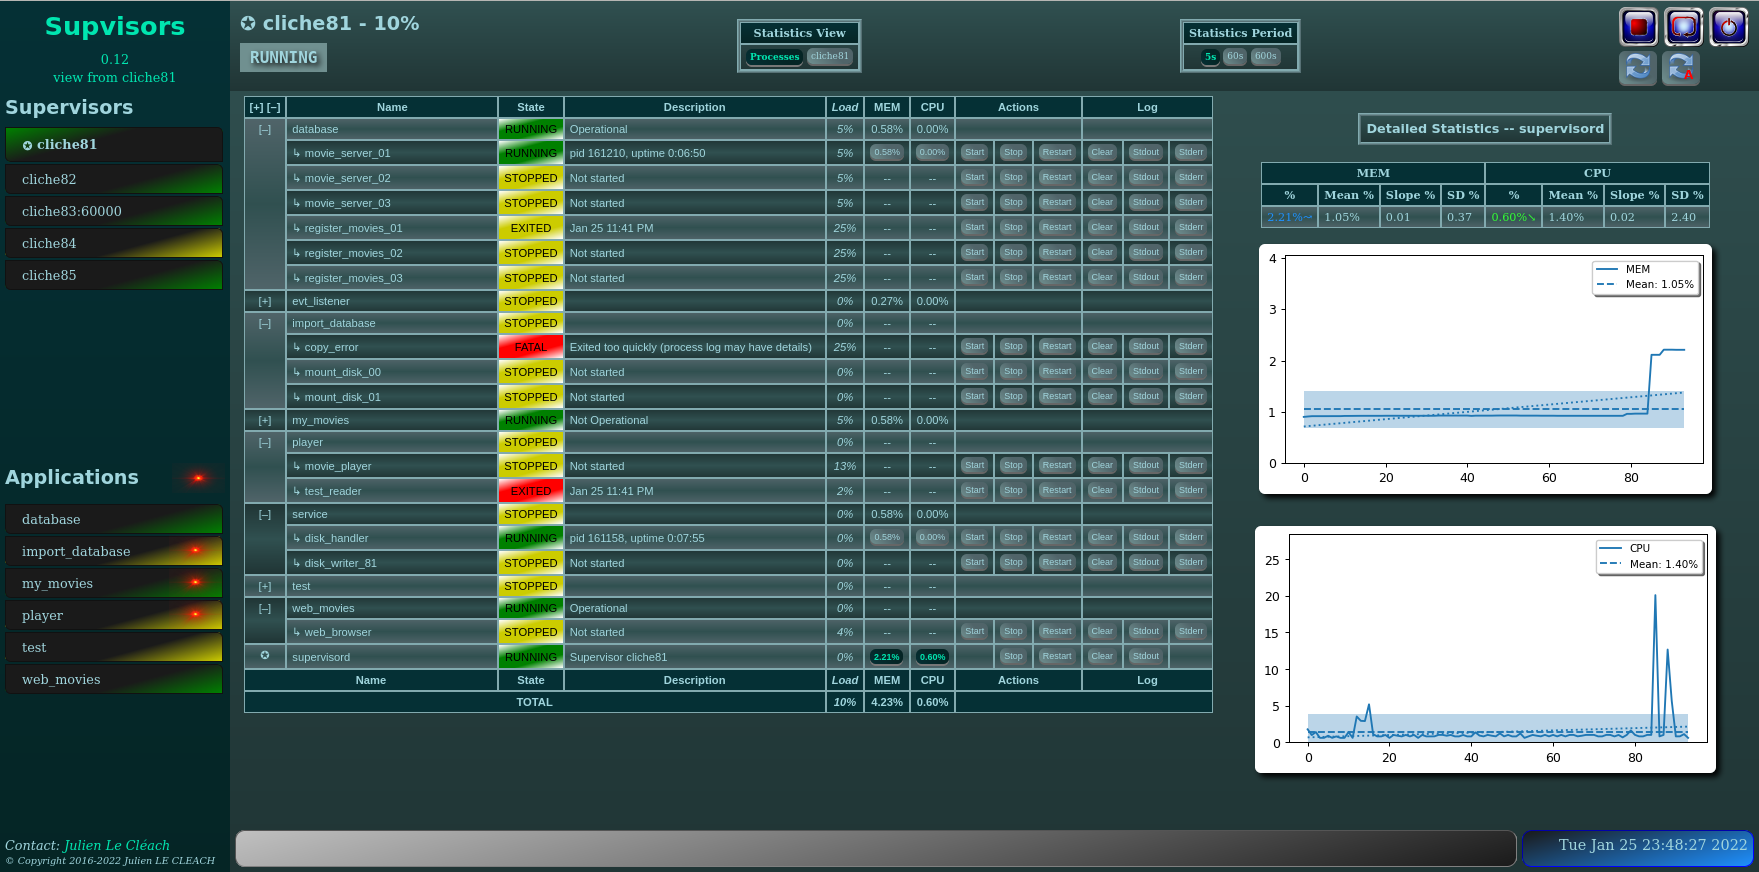 Supvisors
0.12
view from cliche81
Supervisors
✪ cliche81
cliche82
cliche83:60000
cliche84
cliche85
Applications
database
import_database
my_movies
player
test
web_movies
Contact: Julien Le Cléach
© Copyright 2016-2022 Julien LE CLEACH
✪ cliche81 - 10%
RUNNING
Statistics View
Processes cliche81
Statistics Period
5s 60s 600s
[+] [–] Name State Description Load MEM CPU Actions Log
[–] database RUNNING Operational 5% 0.58% 0.00%
↳ movie_server_01 RUNNING pid 161210, uptime 0:06:50 5% 0.58% 0.00% Start Stop Restart Clear Stdout Stderr
↳ movie_server_02 STOPPED Not started 5% -- -- Start Stop Restart Clear Stdout Stderr
↳ movie_server_03 STOPPED Not started 5% -- -- Start Stop Restart Clear Stdout Stderr
↳ register_movies_01 EXITED Jan 25 11:41 PM 25% -- -- Start Stop Restart Clear Stdout Stderr
↳ register_movies_02 STOPPED Not started 25% -- -- Start Stop Restart Clear Stdout Stderr
↳ register_movies_03 STOPPED Not started 25% -- -- Start Stop Restart Clear Stdout Stderr
[+] evt_listener STOPPED 0% 0.27% 0.00%
[–] import_database STOPPED 0% -- --
↳ copy_error FATAL Exited too quickly (process log may have details) 25% -- -- Start Stop Restart Clear Stdout Stderr
↳ mount_disk_00 STOPPED Not started 0% -- -- Start Stop Restart Clear Stdout Stderr
↳ mount_disk_01 STOPPED Not started 0% -- -- Start Stop Restart Clear Stdout Stderr
[+] my_movies RUNNING Not Operational 5% 0.58% 0.00%
[–] player STOPPED 0% -- --
↳ movie_player STOPPED Not started 13% -- -- Start Stop Restart Clear Stdout Stderr
↳ test_reader EXITED Jan 25 11:41 PM 2% -- -- Start Stop Restart Clear Stdout Stderr
[–] service STOPPED 0% 0.58% 0.00%
↳ disk_handler RUNNING pid 161158, uptime 0:07:55 0% 0.58% 0.00% Start Stop Restart Clear Stdout Stderr
↳ disk_writer_81 STOPPED Not started 0% -- -- Start Stop Restart Clear Stdout Stderr
[+] test STOPPED 0% -- --
[–] web_movies RUNNING Operational 0% -- --
↳ web_browser STOPPED Not started 4% -- -- Start Stop Restart Clear Stdout Stderr
✪ supervisord RUNNING Supervisor cliche81 0% 2.21% 0.60% Stop Restart Clear Stdout
Name State Description Load MEM CPU Actions Log
TOTAL 10% 4.23% 0.60%
A
Detailed Statistics -- supervisord
MEM CPU
% Mean % Slope % SD % % Mean % Slope % SD %
2.21%~ 1.05% 0.01 0.37 0.60%↘ 1.40% 0.02 2.40
4
3
2
1
0
0 20 40 60 80
MEM
Mean: 1.05%
25
20
15
10
5
0
0 20 40 60 80
CPU
Mean: 1.40%
Tue Jan 25 23:48:27 2022